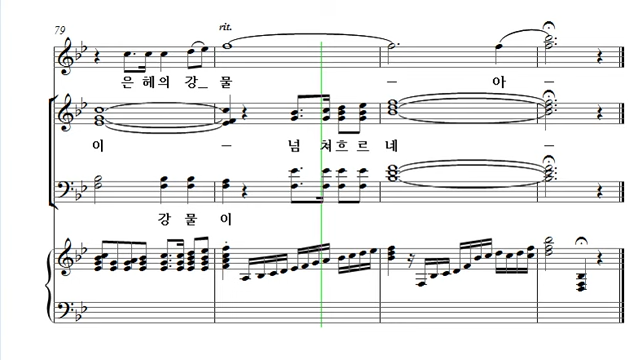 79
rit.
은혜의 강_ 물 - - 아 -
이 - 넘 쳐흐르네 -
강 물 이